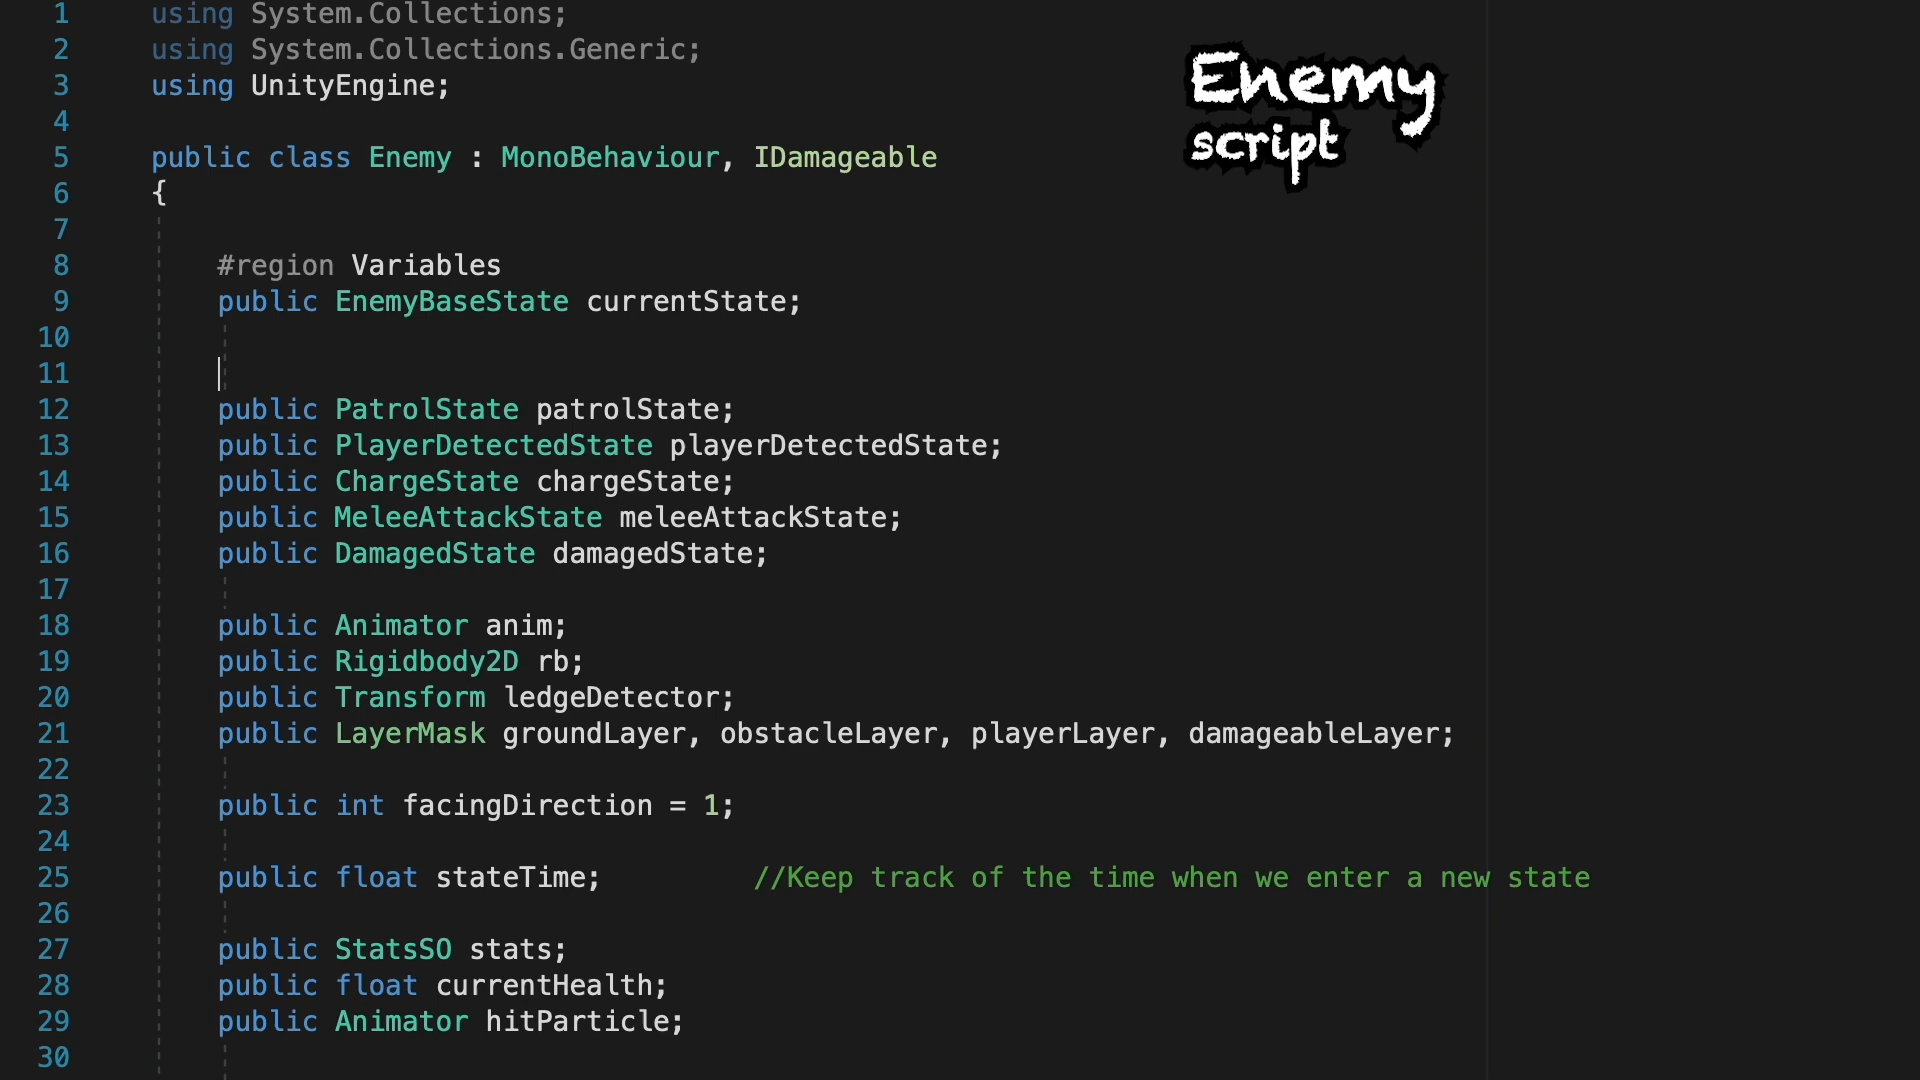 1 using System.Collections;
2 using System.Collections.Generic;
3 using UnityEngine;
4
5 public class Enemy : MonoBehaviour, IDamageable
6 {
7
8 #region Variables
9 public EnemyBaseState currentState;
10
11
12 public PatrolState patrolState;
13 public PlayerDetectedState playerDetectedState;
14 public ChargeState chargeState;
15 public MeleeAttackState meleeAttackState;
16 public DamagedState damagedState;
17
18 public Animator anim;
19 public Rigidbody2D rb;
20 public Transform ledgeDetector;
21 public LayerMask groundLayer, obstacleLayer, playerLayer, damageableLayer;
22
23 public int facingDirection = 1;
24
25 public float stateTime; //Keep track of the time when we enter a new state
26
27 public StatsSO stats;
28 public float currentHealth;
29 public Animator hitParticle;
30
Enemy
script